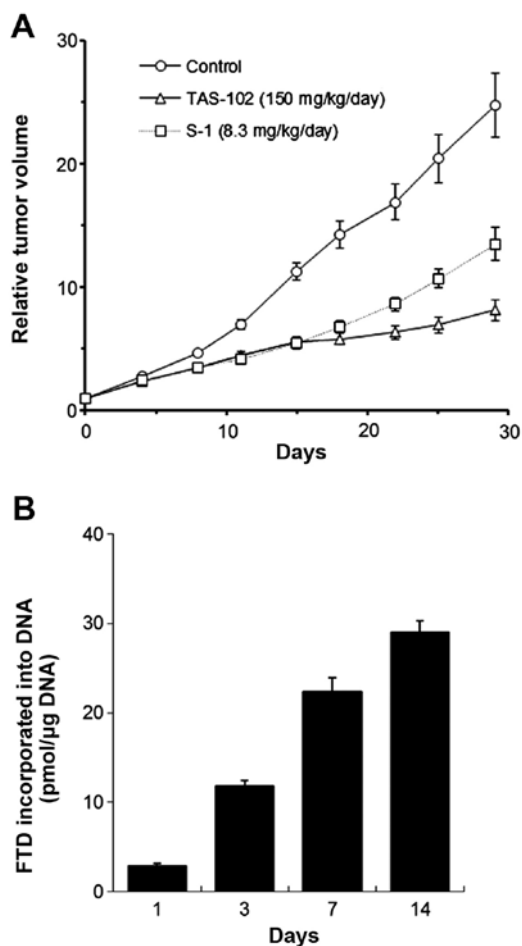 A
30
20
10
0
Relative tumor volume
Control
TAS-102 (150 mg/kg/day)
S-1 (8.3 mg/kg/day)
0 10 20 30
Days
B
40
30
20
10
0
FTD incorporated into DNA
(pmol/µg DNA)
1 3 7 14
Days